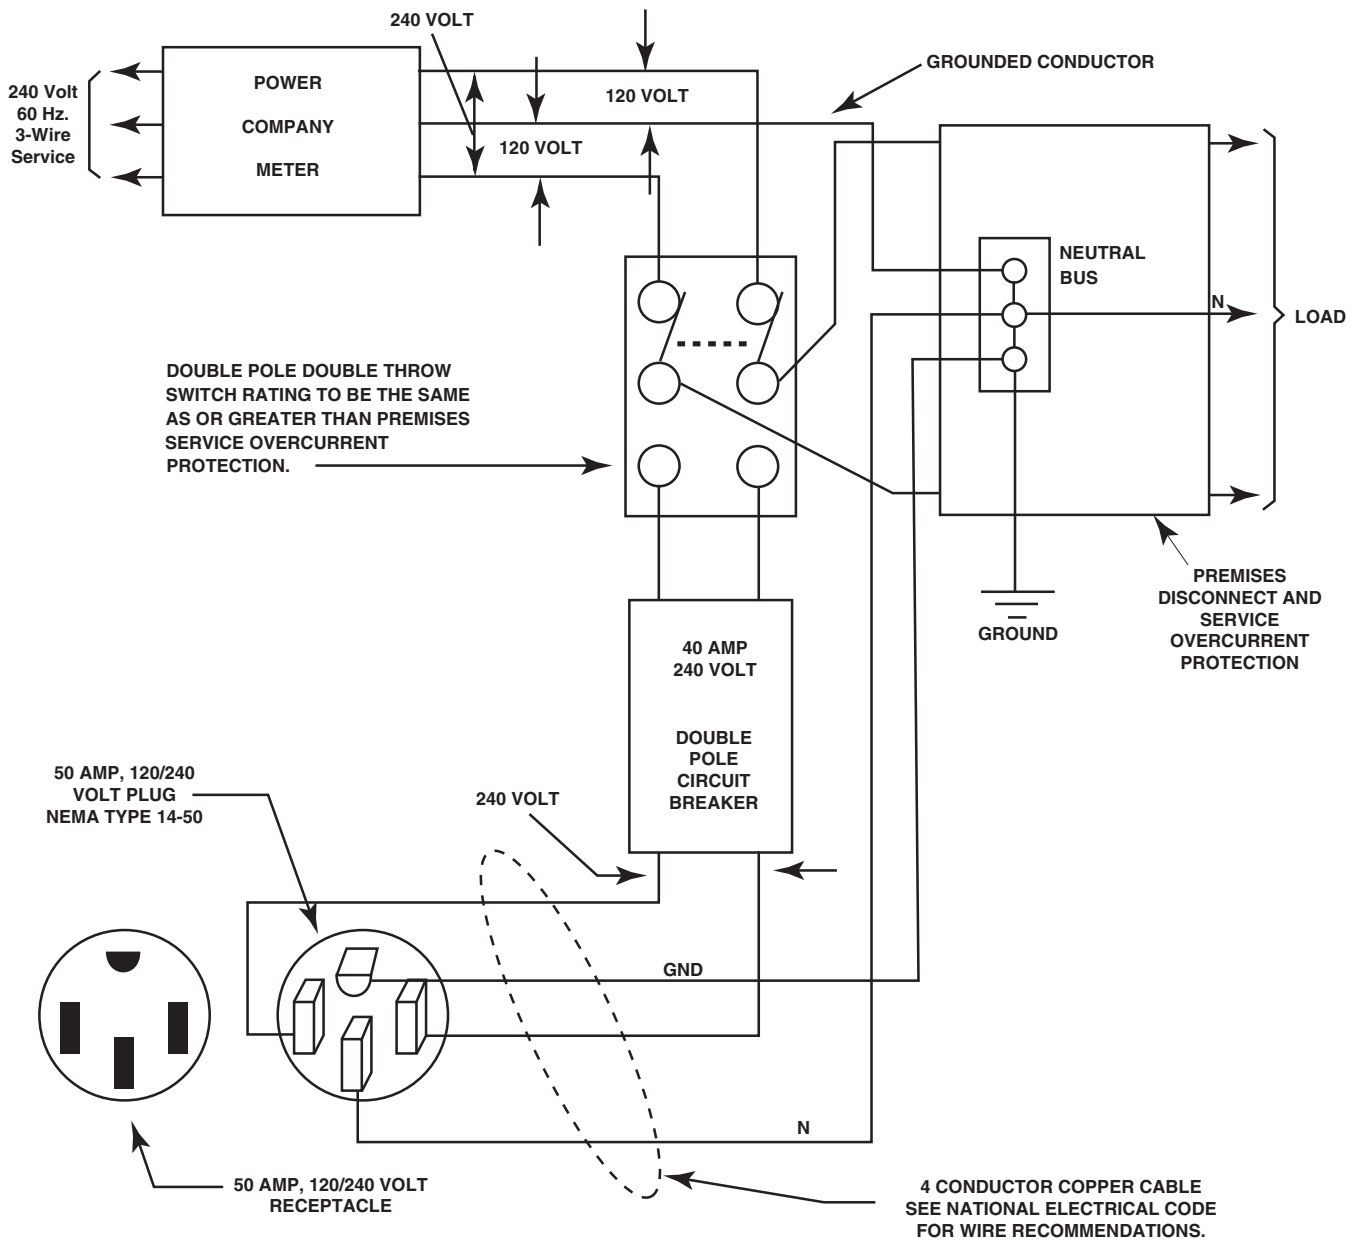 240 VOLT
GROUNDED CONDUCTOR
240 Volt
60 Hz.
3-Wire
Service
POWER
COMPANY
METER
120 VOLT
120 VOLT
NEUTRAL
BUS
N
LOAD
DOUBLE POLE DOUBLE THROW
SWITCH RATING TO BE THE SAME
AS OR GREATER THAN PREMISES
SERVICE OVERCURRENT
PROTECTION.
GROUND
PREMISES
DISCONNECT AND
SERVICE
OVERCURRENT
PROTECTION
40 AMP
240 VOLT
DOUBLE
POLE
CIRCUIT
BREAKER
50 AMP, 120/240
VOLT PLUG
NEMA TYPE 14-50
240 VOLT
GND
N
50 AMP, 120/240 VOLT
RECEPTACLE
4 CONDUCTOR COPPER CABLE
SEE NATIONAL ELECTRICAL CODE
FOR WIRE RECOMMENDATIONS.